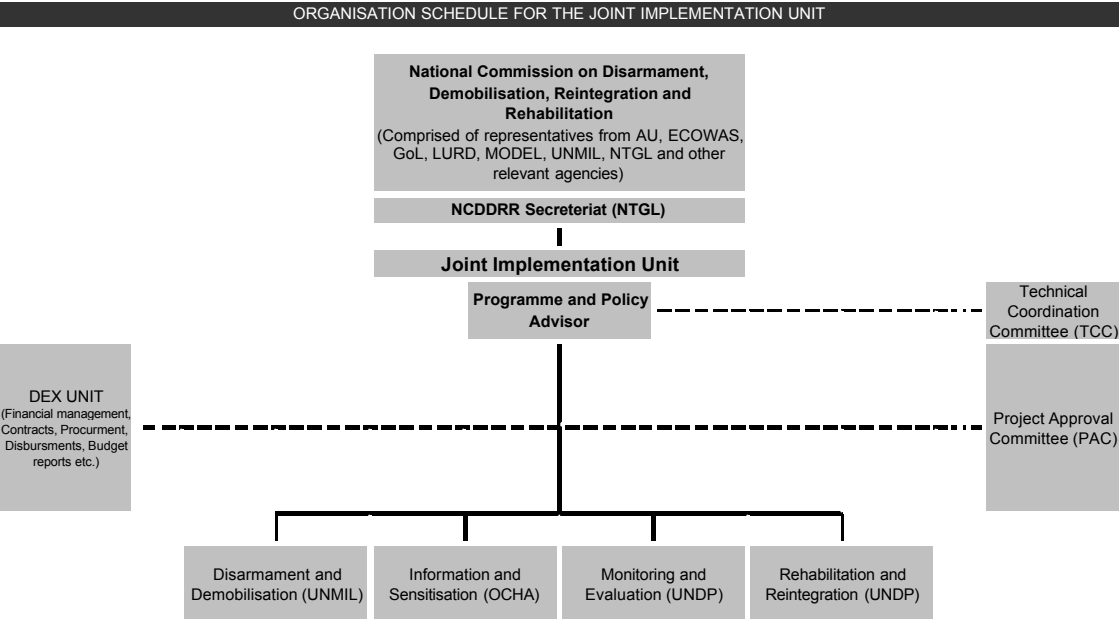 ORGANISATION SCHEDULE FOR THE JOINT IMPLEMENTATION UNIT
National Commission on Disarmament,
Demobilisation, Reintegration and
Rehabilitation
(Comprised of representatives from AU, ECOWAS,
GoL, LURD, MODEL, UNMIL, NTGL and other
relevant agencies)
NCDDRR Secreteriat (NTGL)
Joint Implementation Unit
Programme and Policy
Advisor
Technical
Coordination
Committee (TCC)
DEX UNIT
(Financial management,
Contracts, Procurment,
Disbursments, Budget
reports etc.)
Project Approval
Committee (PAC)
Disarmament and
Demobilisation (UNMIL)
Information and
Sensitisation (OCHA)
Monitoring and
Evaluation (UNDP)
Rehabilitation and
Reintegration (UNDP)